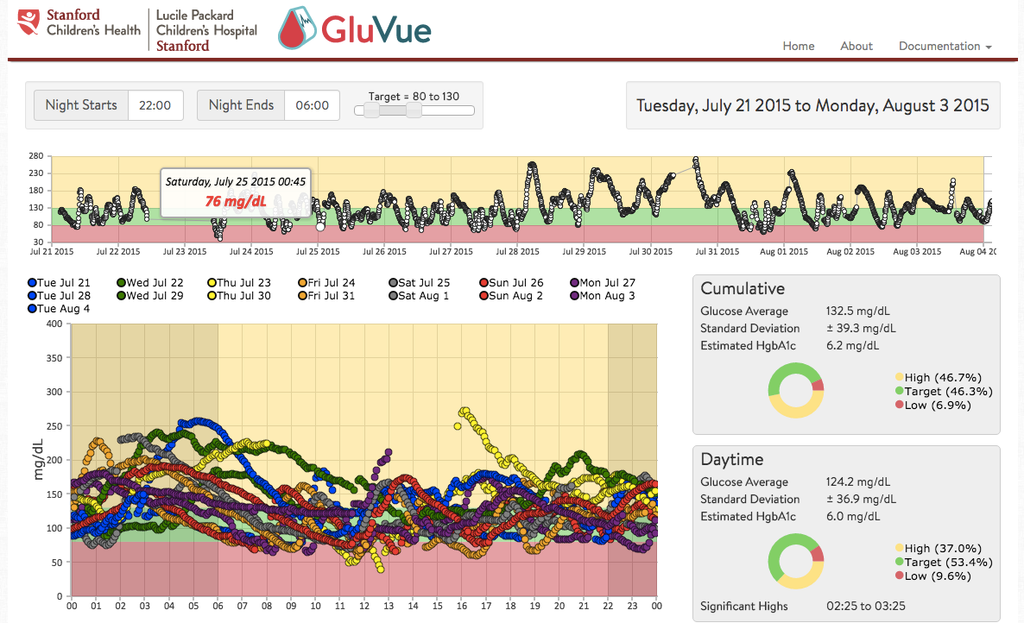 Stanford
Children's Health
Lucile Packard
Children's Hospital
Stanford
GluVue
Home About Documentation
Night Starts 22:00 Night Ends 06:00
Target = 80 to 130
Tuesday, July 21 2015 to Monday, August 3 2015
280
230
180
130
80
30
Saturday, July 25 2015 00:45
76 mg/dL
Jul 21 2015 Jul 22 2015 Jul 23 2015 Jul 24 2015 Jul 25 2015 Jul 26 2015 Jul 27 2015 Jul 28 2015 Jul 29 2015 Jul 30 2015 Jul 31 2015 Aug 01 2015 Aug 02 2015 Aug 03 2015 Aug 04 20
Tue Jul 21 Wed Jul 22 Thu Jul 23 Fri Jul 24 Sat Jul 25 Sun Jul 26 Mon Jul 27
Tue Jul 28 Wed Jul 29 Thu Jul 30 Fri Jul 31 Sat Aug 1 Sun Aug 2 Mon Aug 3
Tue Aug 4
mg/dL
400
350
300
250
200
150
100
50
0
00 01 02 03 04 05 06 07 08 09 10 11 12 13 14 15 16 17 18 19 20 21 22 23 00
Cumulative
Glucose Average 132.5 mg/dL
Standard Deviation ± 39.3 mg/dL
Estimated HgbA1c 6.2 mg/dL
High (46.7%)
Target (46.3%)
Low (6.9%)
Daytime
Glucose Average 124.2 mg/dL
Standard Deviation ± 36.9 mg/dL
Estimated HgbA1c 6.0 mg/dL
High (37.0%)
Target (53.4%)
Low (9.6%)
Significant Highs 02:25 to 03:25